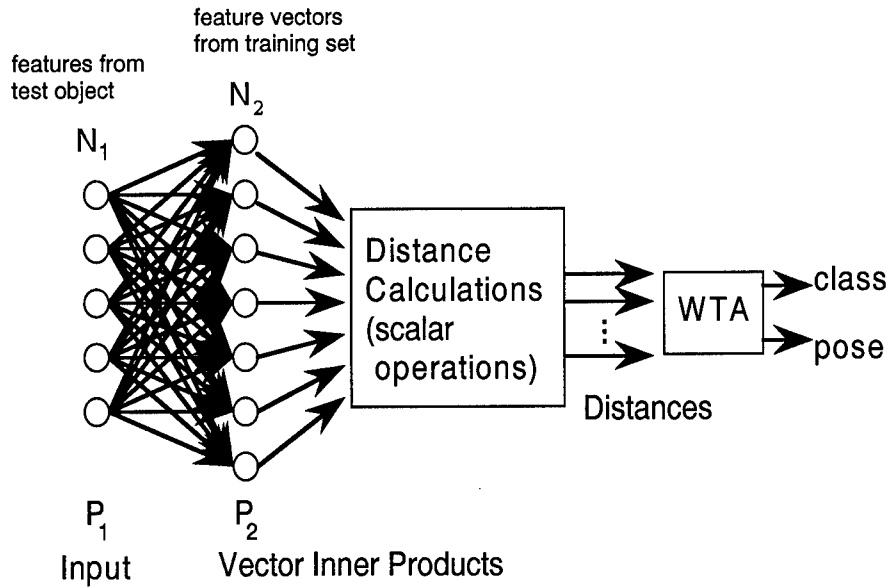 feature vectors
from training set
features from
test object
N2
N1
Distance
Calculations
(scalar
operations)
WTA
class
pose
Distances
P1
P2
Input
Vector Inner Products